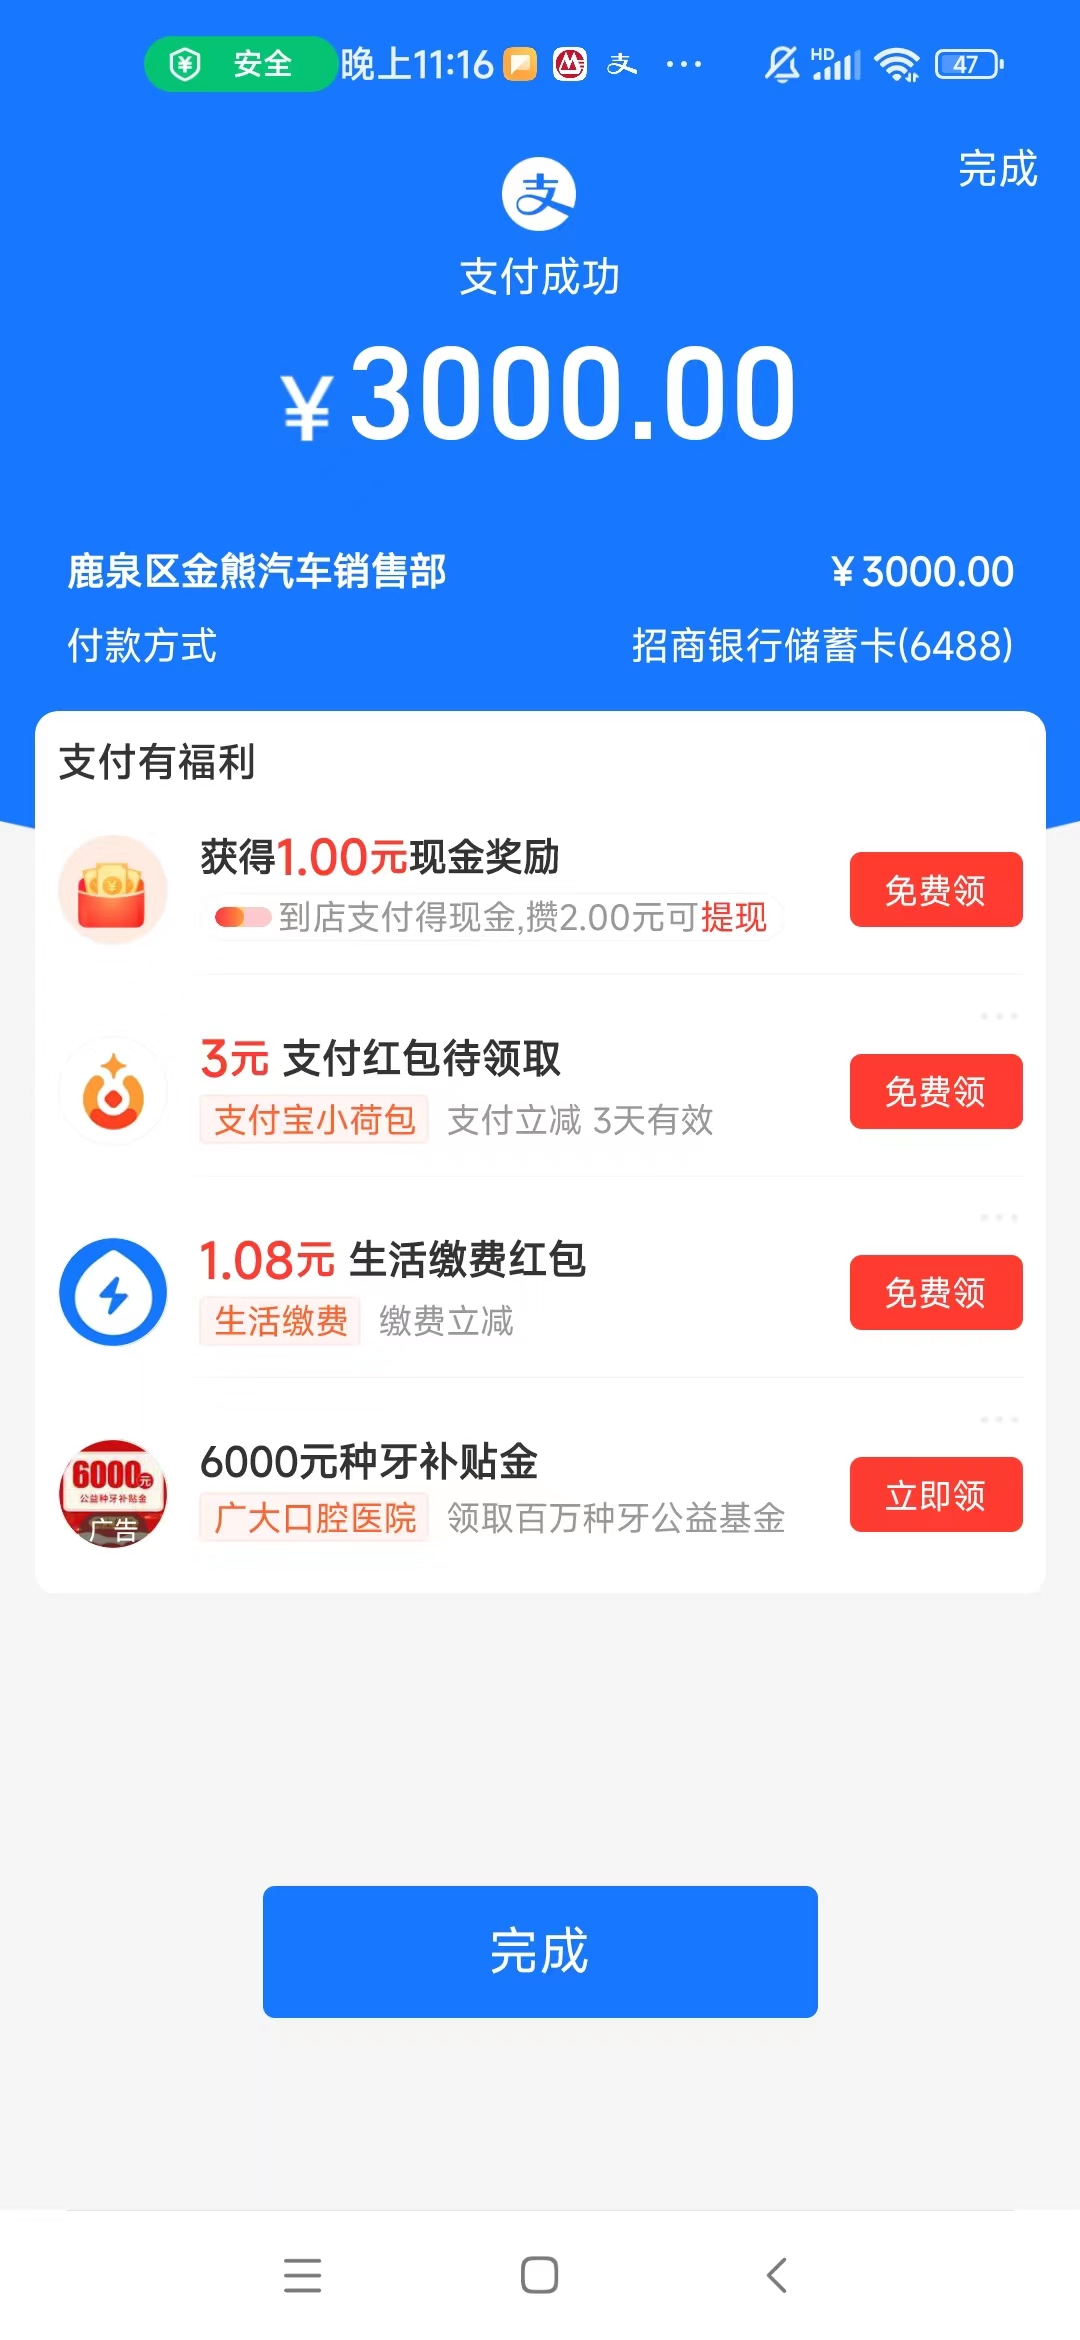 安全 晚上11:16 支 ··· HD 47
完成
支
支付成功
¥3000.00
鹿泉区金熊汽车销售部 ¥3000.00
付款方式 招商银行储蓄卡(6488)
支付有福利
获得1.00元现金奖励
到店支付得现金,攒2.00元可提现
免费领
3元 支付红包待领取
支付宝小荷包 支付立减 3天有效
免费领
1.08元 生活缴费红包
生活缴费 缴费立减
免费领
6000元
公益种牙补贴金
广告
6000元种牙补贴金
广大口腔医院 领取百万种牙公益基金
立即领
完成